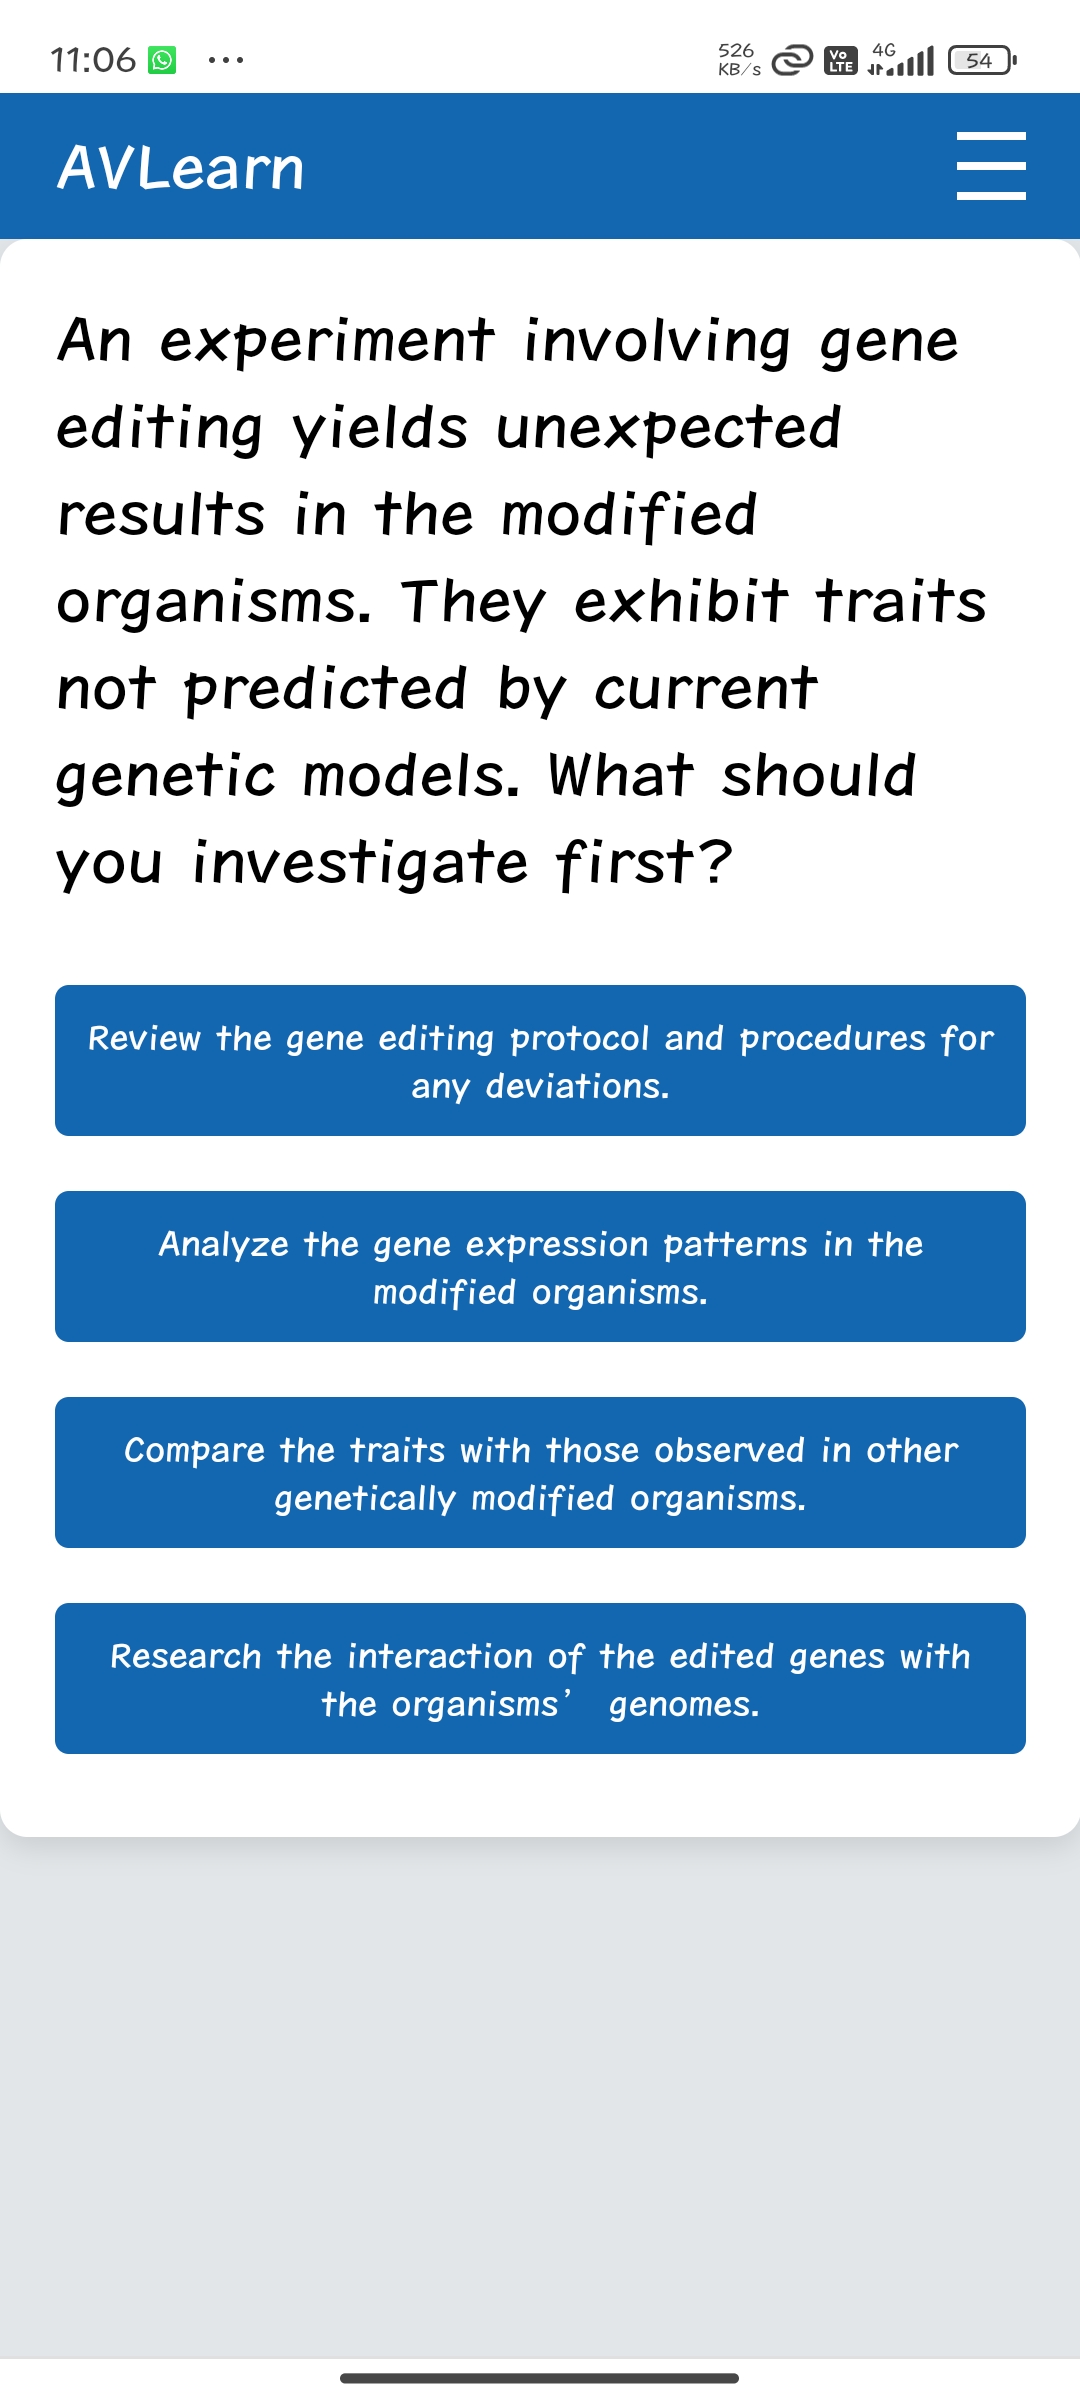 11:06
526 KB/s
Vo LTE
4G
54
AVLearn
An experiment involving gene
editing yields unexpected
results in the modified
organisms. They exhibit traits
not predicted by current
genetic models. What should
you investigate first?
Review the gene editing protocol and procedures for
any deviations.
Analyze the gene expression patterns in the
modified organisms.
Compare the traits with those observed in other
genetically modified organisms.
Research the interaction of the edited genes with
the organisms’ genomes.